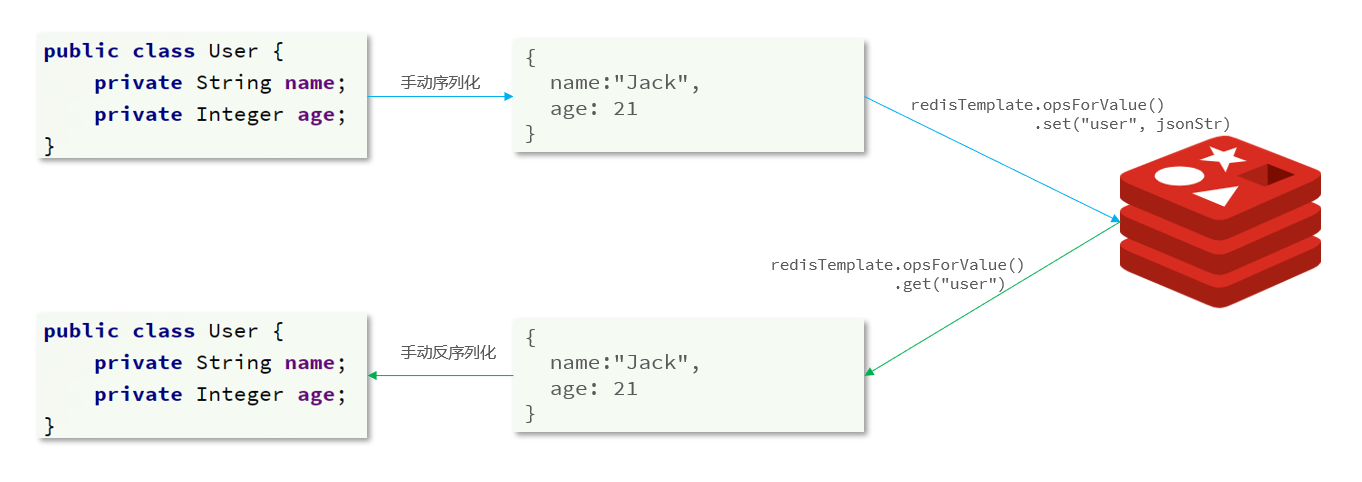 public class User {
    private String name;
    private Integer age;
}
手动序列化
{
  name:"Jack",
  age: 21
}
redisTemplate.opsForValue()
.set("user", jsonStr)
redisTemplate.opsForValue()
.get("user")
public class User {
    private String name;
    private Integer age;
}
手动反序列化
{
  name:"Jack",
  age: 21
}